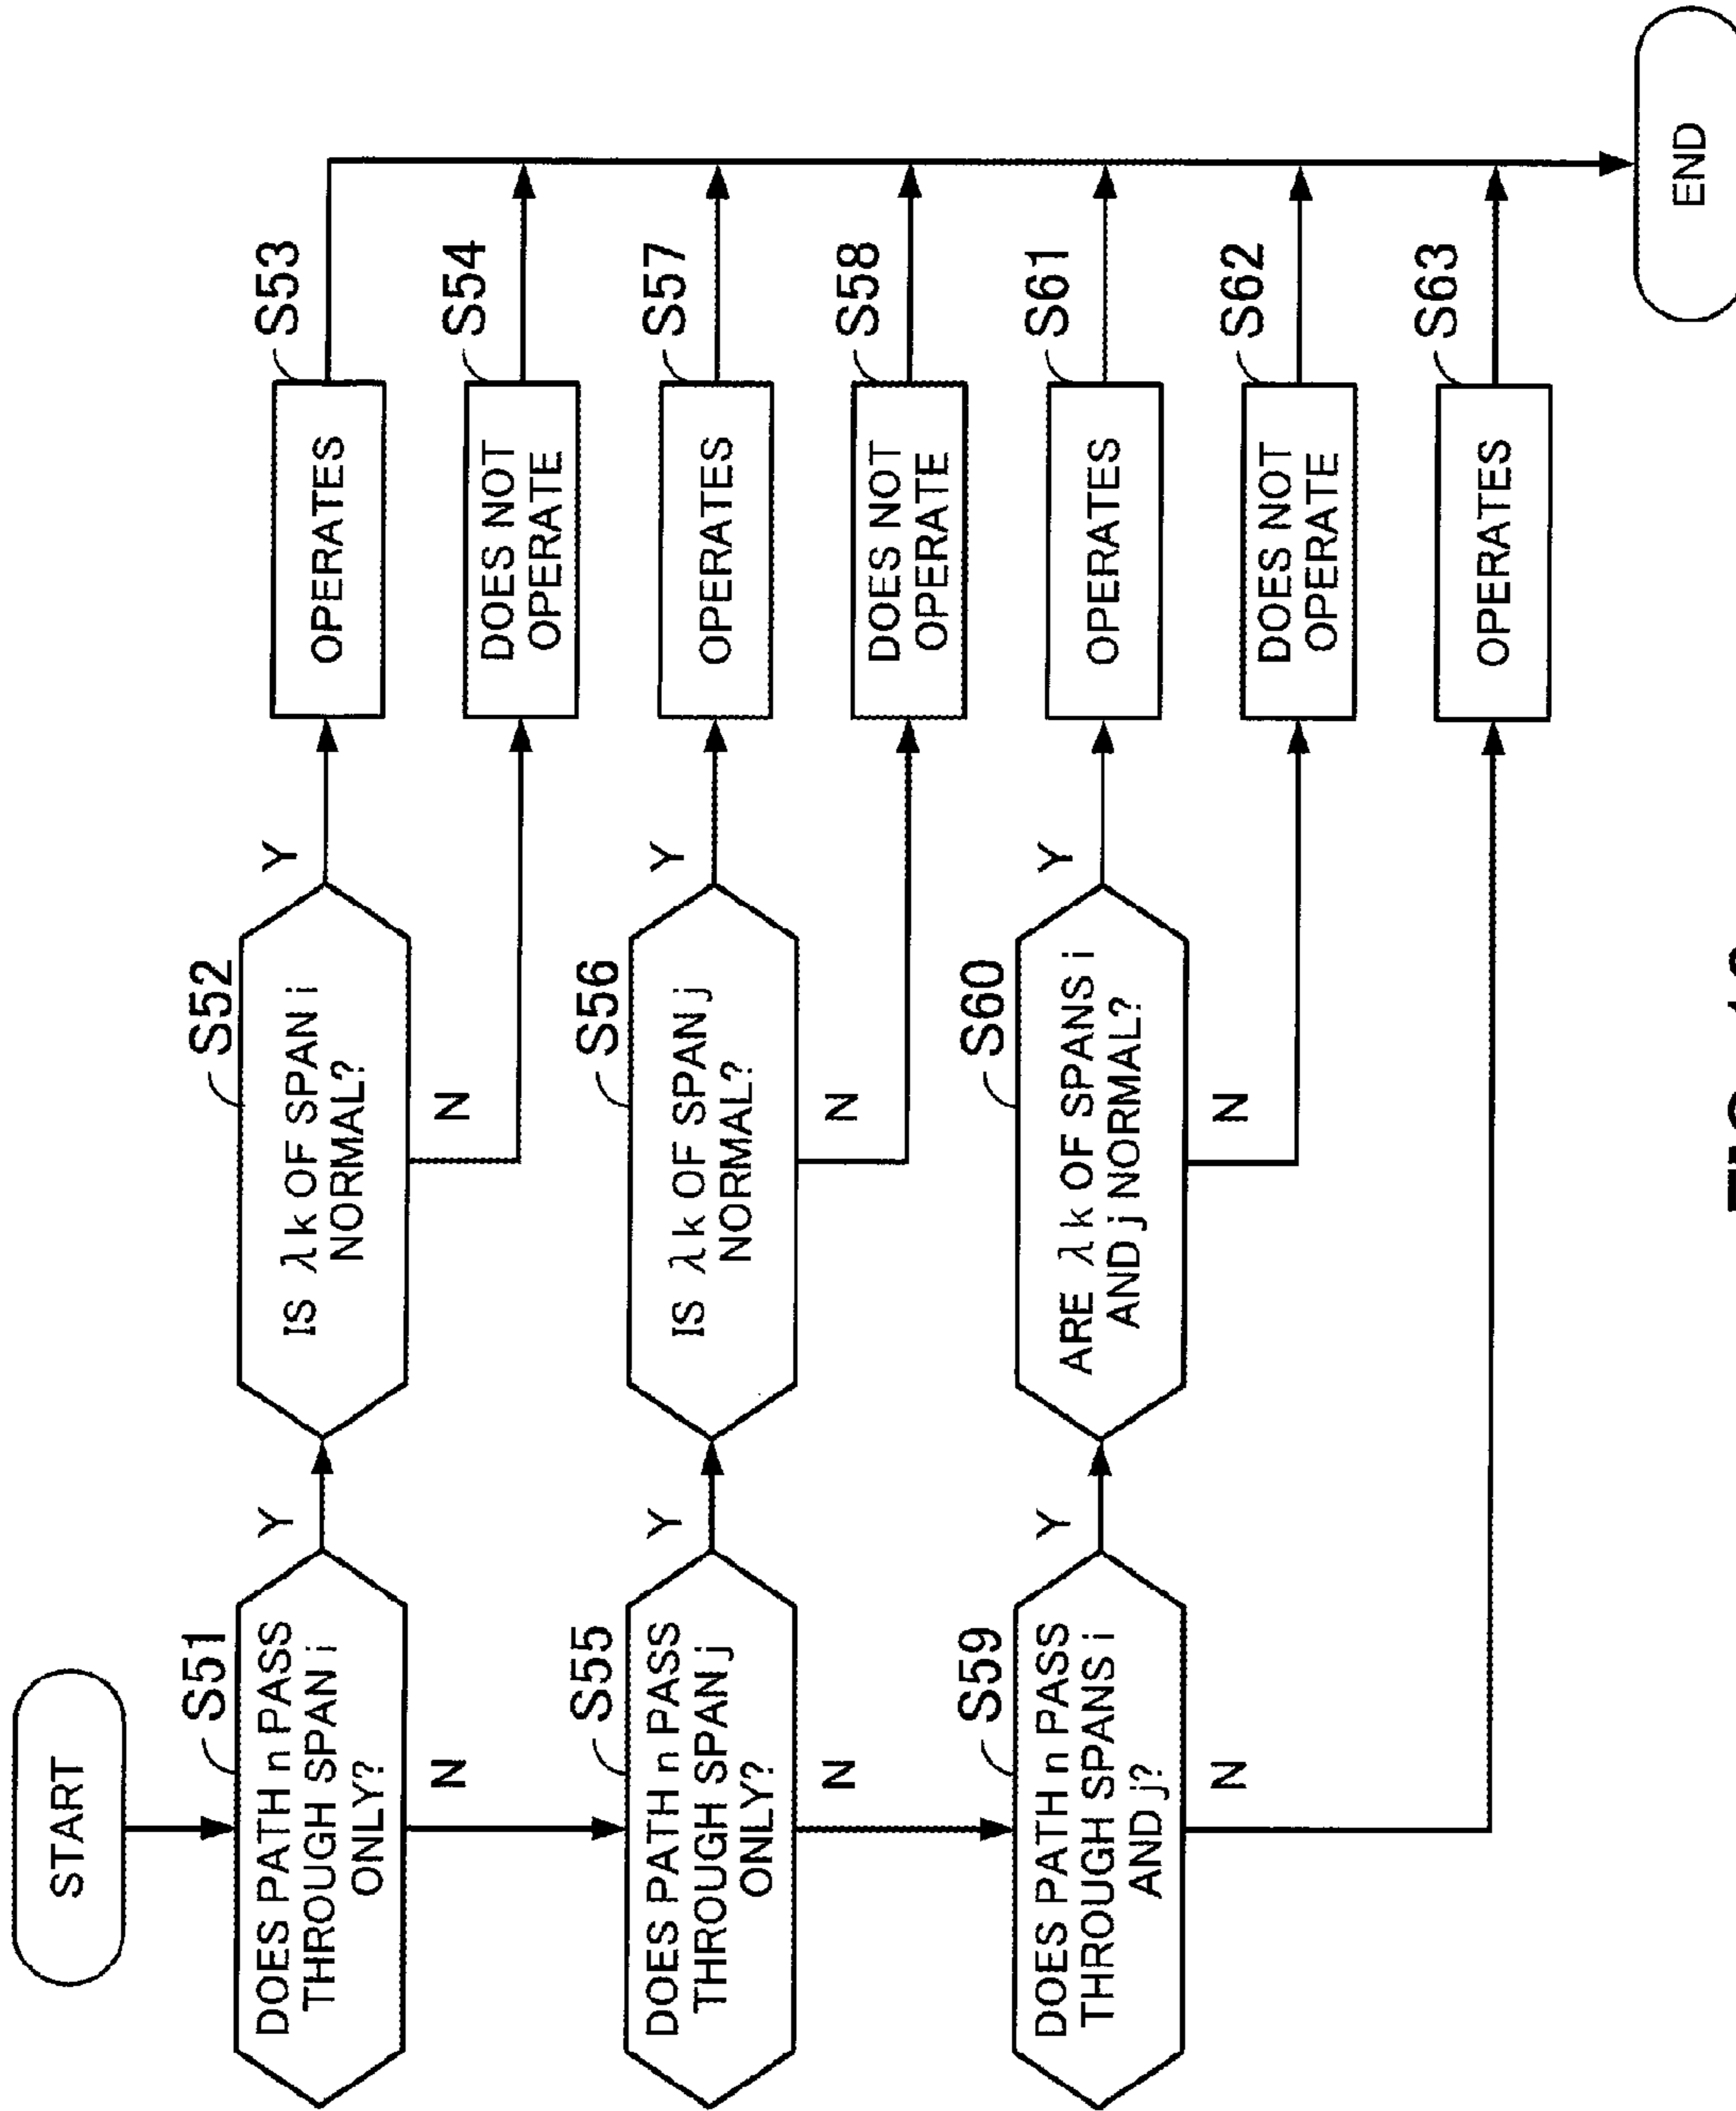 START
S51
DOES PATH n PASS
THROUGH SPAN i
ONLY?
Y
N
S52
IS λk OF SPAN i
NORMAL?
Y
N
S53
OPERATES
S54
DOES NOT
OPERATE
S55
DOES PATH n PASS
THROUGH SPAN j
ONLY?
Y
N
S56
IS λk OF SPAN j
NORMAL?
Y
N
S57
OPERATES
S58
DOES NOT
OPERATE
S59
DOES PATH n PASS
THROUGH SPANS i
AND j?
Y
N
S60
ARE λk OF SPANS i
AND j NORMAL?
Y
N
S61
OPERATES
S62
DOES NOT
OPERATE
S63
OPERATES
END